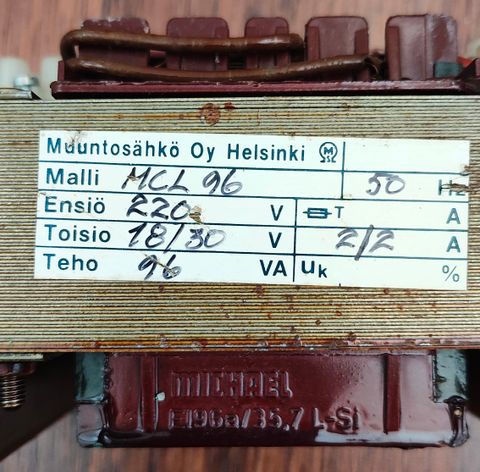 Muuntosähkö Oy Helsinki M
Malli MCL 96 50 Hz
Ensiö 220 V T A
Toisio 18/30 V 2/2 A
Teho 96 VA uk %
MICHAEL
EI96a/35,7 L-Si